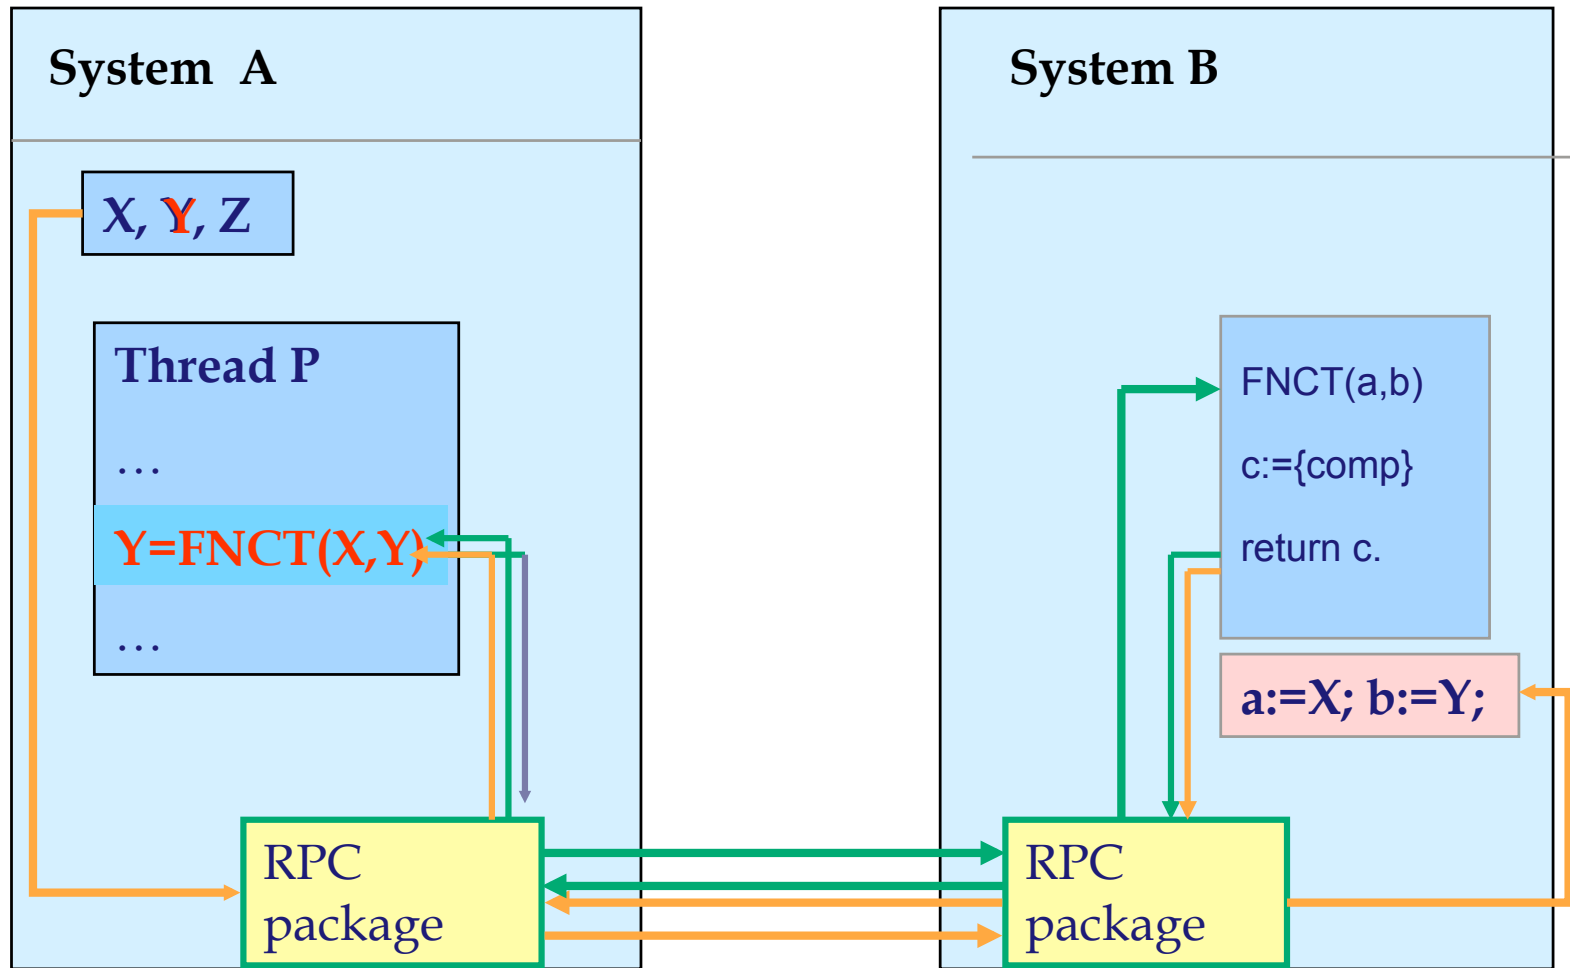 System A
System B
X, Y, Z
Thread P
…
Y=FNCT(X,Y)
…
FNCT(a,b)
c:={comp}
return c.
a:=X; b:=Y;
RPC
package
RPC
package